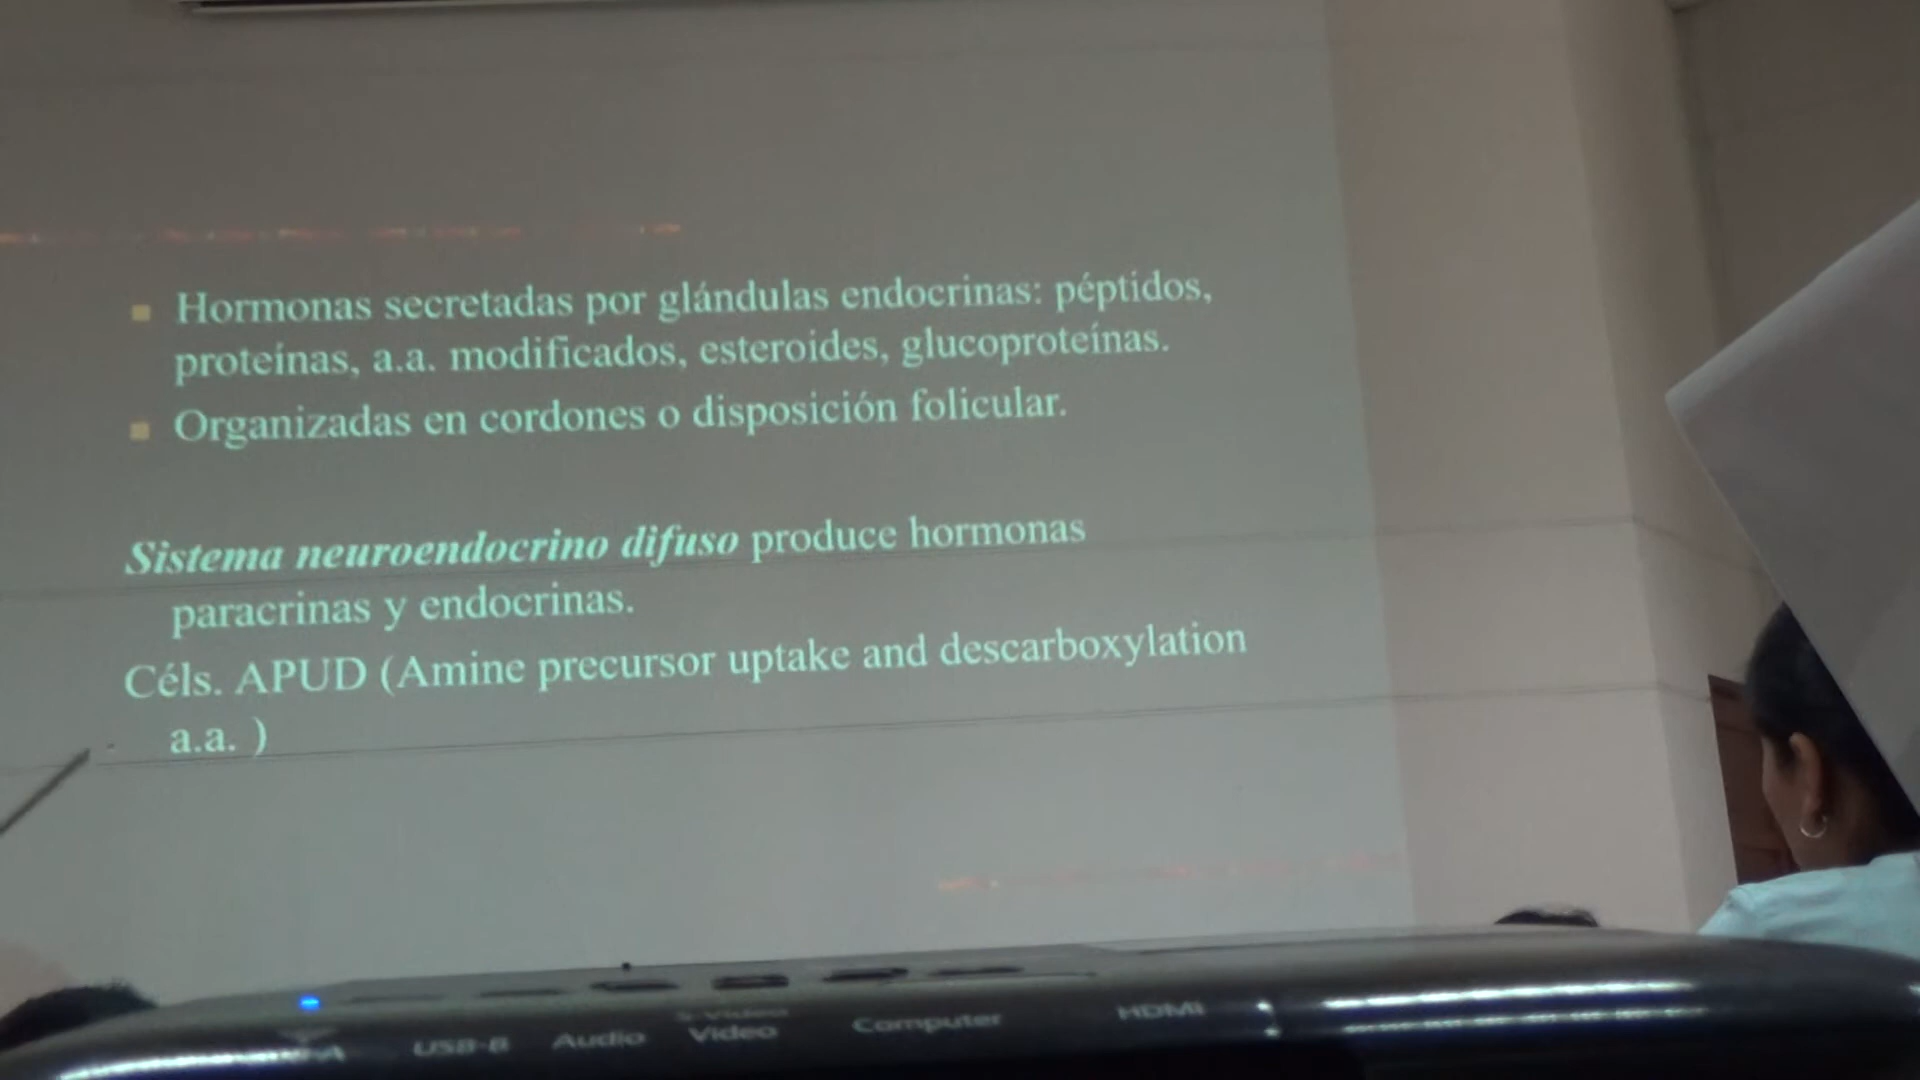 Hormonas secretadas por glándulas endocrinas: péptidos,
proteínas, a.a. modificados, esteroides, glucoproteínas.
Organizadas en cordones o disposición folicular.
Sistema neuroendocrino difuso produce hormonas
paracrinas y endocrinas.
Céls. APUD (Amine precursor uptake and descarboxylation
a.a. )
USB-B Audio S-Video Video Computer HDMI